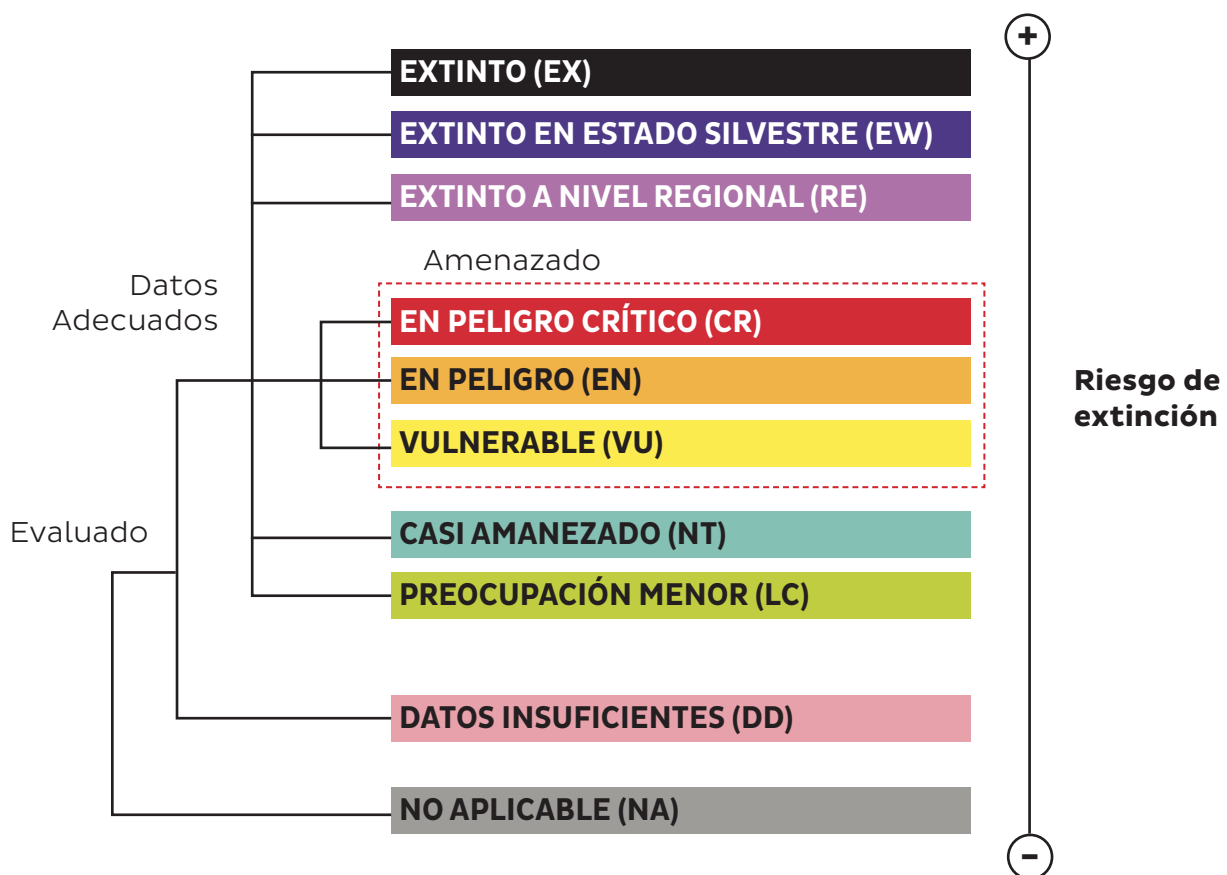 +
EXTINTO (EX)
EXTINTO EN ESTADO SILVESTRE (EW)
EXTINTO A NIVEL REGIONAL (RE)
Amenazado
Datos
Adecuados
EN PELIGRO CRÍTICO (CR)
EN PELIGRO (EN)
VULNERABLE (VU)
Riesgo de
extinción
Evaluado
CASI AMANEZADO (NT)
PREOCUPACIÓN MENOR (LC)
DATOS INSUFICIENTES (DD)
NO APLICABLE (NA)
-